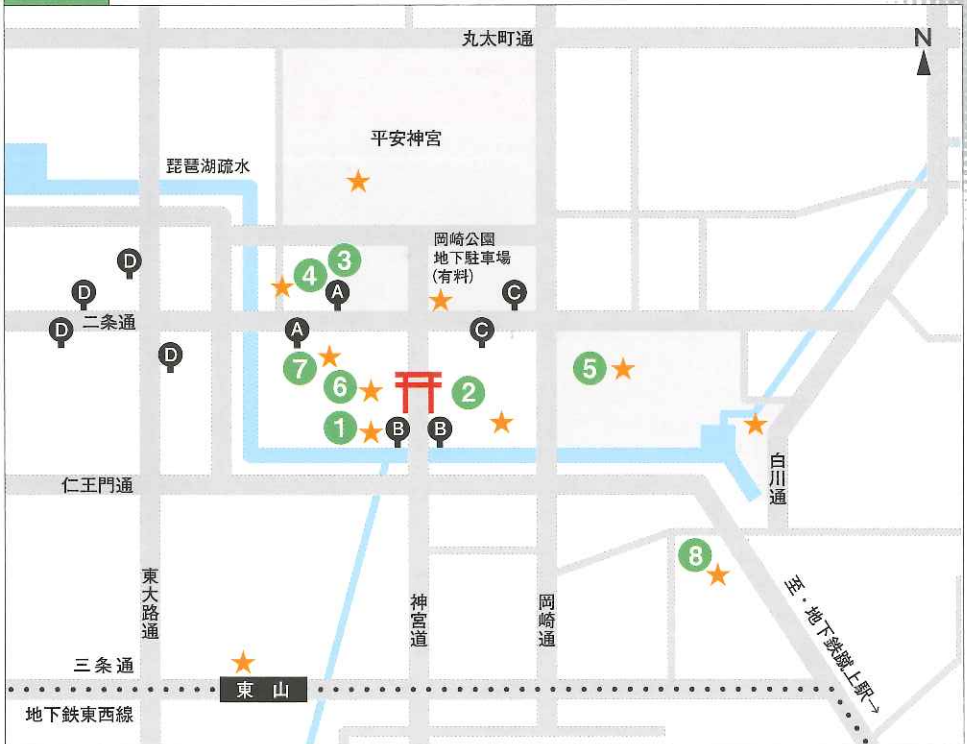 丸太町通
N
平安神宮
琵琶湖疏水
岡崎公園
地下駐車場
(有料)
D
4
3
D
A
C
D
二条通
A
C
D
7
5
6
2
1
B
B
白川通
仁王門通
8
東大路通
神宮道
岡崎通
至・地下鉄蹴上駅→
三条通
東山
地下鉄東西線